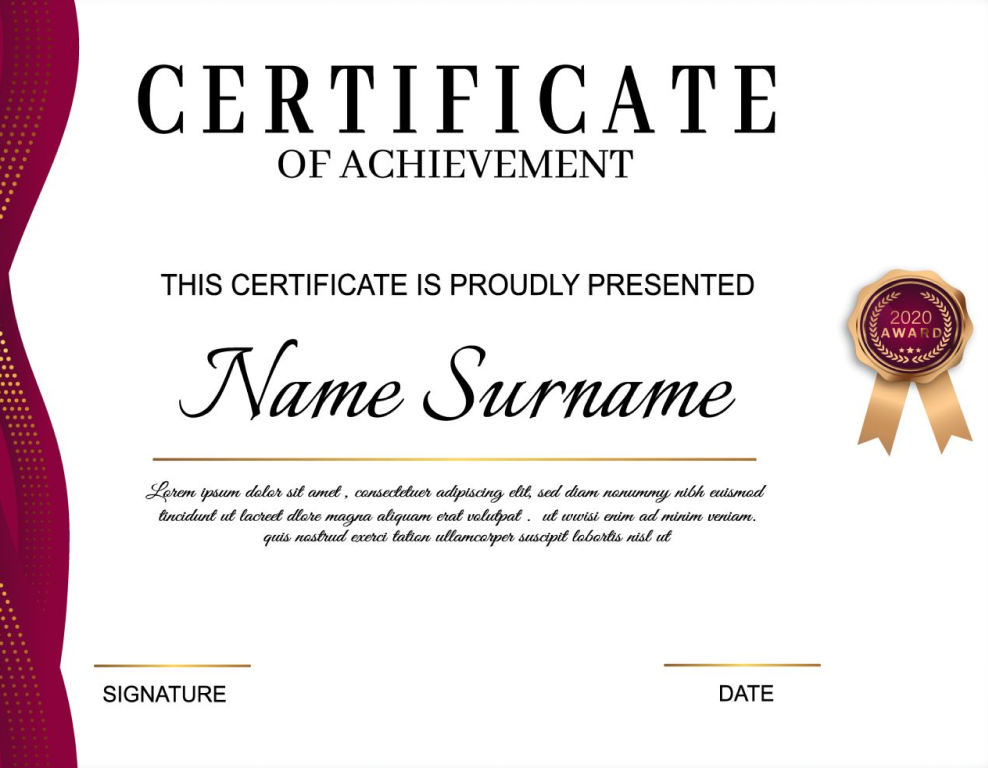 CERTIFICATE
OF ACHIEVEMENT
THIS CERTIFICATE IS PROUDLY PRESENTED
2020
AWARD
Name Surname
Lorem ipsum dolor sit amet , consectetuer adipiscing elit, sed diam nonummy nibh euismod
tincidunt ut lacreet dlore magna aliquam erat volutpat . ut wwisi enim ad minim veniam.
quis nostrud exerci tation ullamcorper suscipit lobortis nisl ut
SIGNATURE
DATE